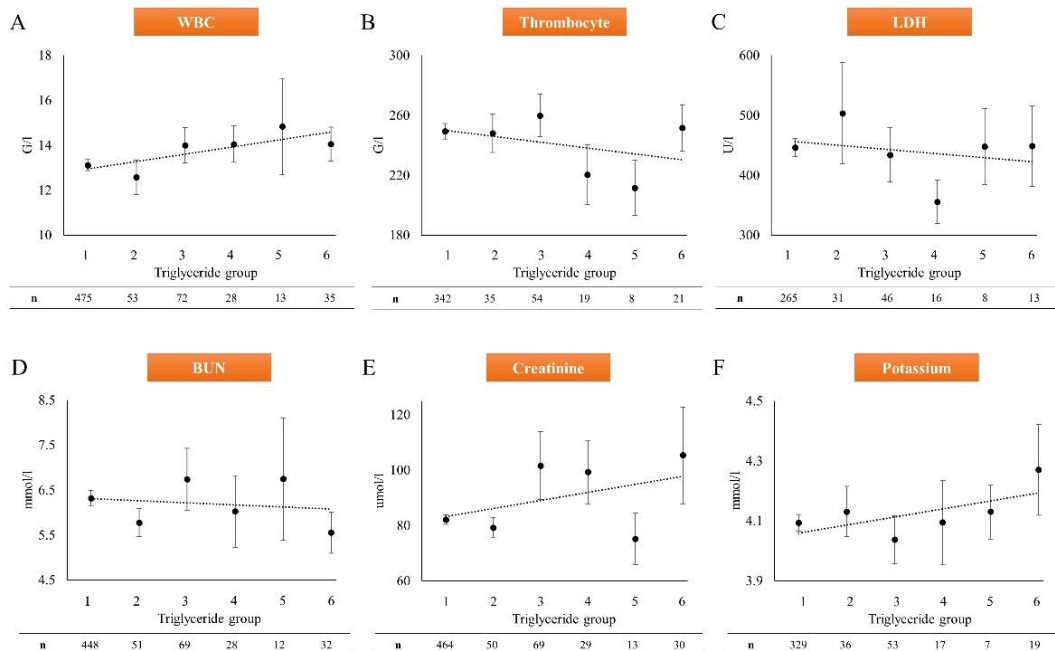 A WBC
18
16
14
12
10
G/l
1 2 3 4 5 6
Triglyceride group
n 475 53 72 28 13 35
B Thrombocyte
300
260
220
180
G/l
1 2 3 4 5 6
Triglyceride group
n 342 35 54 19 8 21
C LDH
600
500
400
300
U/l
1 2 3 4 5 6
Triglyceride group
n 265 31 46 16 8 13
D BUN
8.5
7.5
6.5
5.5
4.5
mmol/l
1 2 3 4 5 6
Triglyceride group
n 448 51 69 28 12 32
E Creatinine
120
100
80
60
umol/l
1 2 3 4 5 6
Triglyceride group
n 464 50 69 29 13 30
F Potassium
4.5
4.3
4.1
3.9
mmol/l
1 2 3 4 5 6
Triglyceride group
n 329 36 53 17 7 19